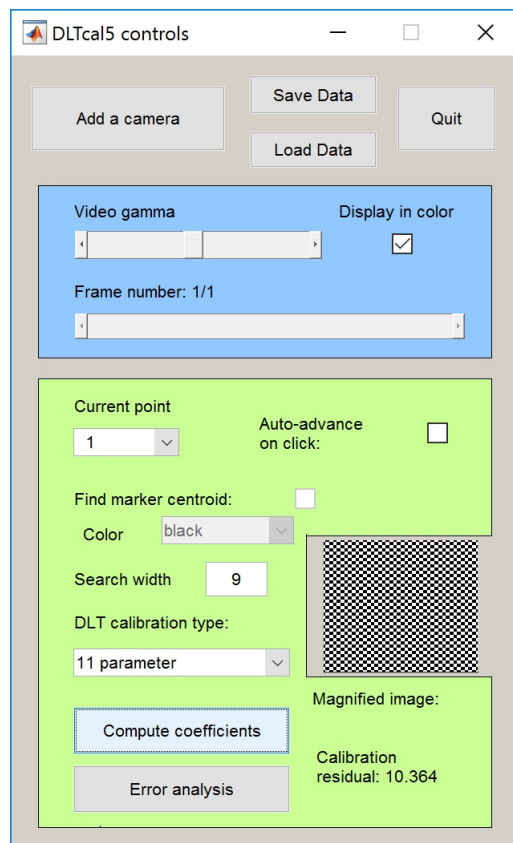 DLTcal5 controls
Add a camera
Save Data
Load Data
Quit
Video gamma
Display in color
Frame number: 1/1
Current point
1
Auto-advance
on click:
Find marker centroid:
Color
black
Search width
9
DLT calibration type:
11 parameter
Magnified image:
Compute coefficients
Calibration
residual: 10.364
Error analysis